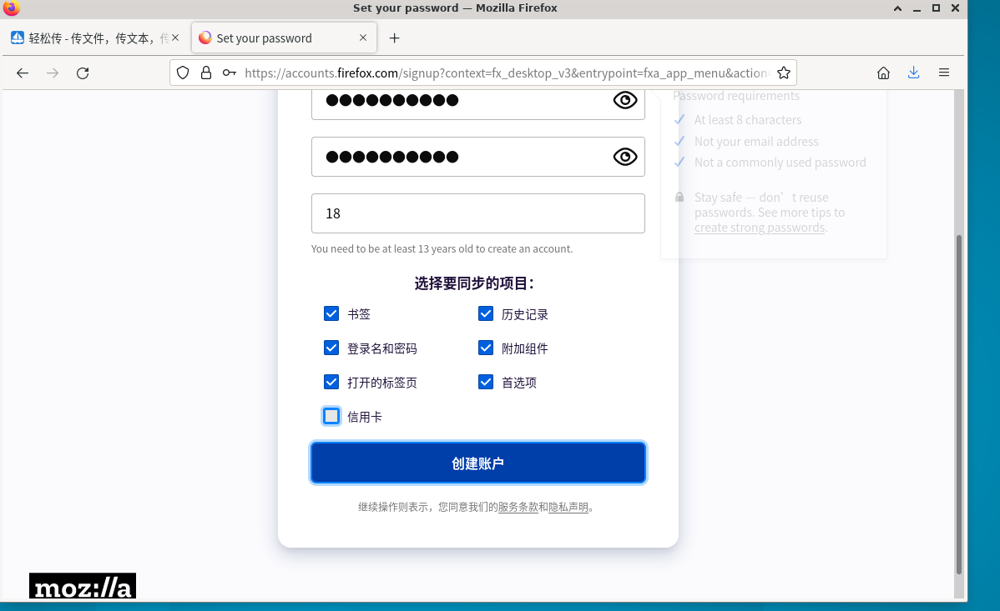 Set your password — Mozilla Firefox
轻松传 - 传文件，传文本，传
Set your password
https://accounts.firefox.com/signup?context=fx_desktop_v3&entrypoint=fxa_app_menu&action=
Password requirements
At least 8 characters
Not your email address
Not a commonly used password
Stay safe — don’t reuse
passwords. See more tips to
create strong passwords.
●●●●●●●●●●
●●●●●●●●●●
18
You need to be at least 13 years old to create an account.
选择要同步的项目：
书签
历史记录
登录名和密码
附加组件
打开的标签页
首选项
信用卡
创建账户
继续操作则表示，您同意我们的服务条款和隐私声明。
moz://a